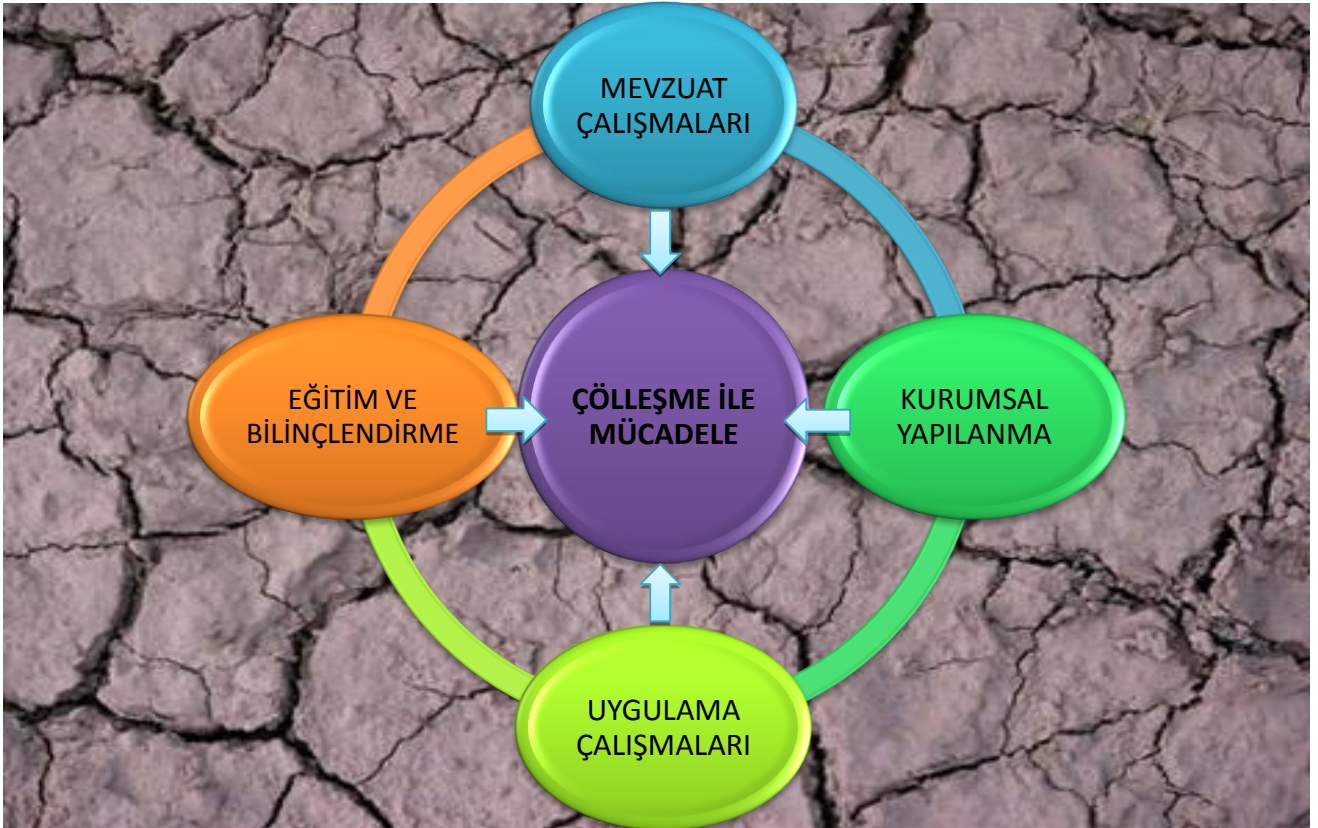 MEVZUAT
ÇALIŞMALARI
EĞİTİM VE
BİLİNÇLENDİRME
ÇÖLLEŞME İLE
MÜCADELE
KURUMSAL
YAPILANMA
UYGULAMA
ÇALIŞMALARI